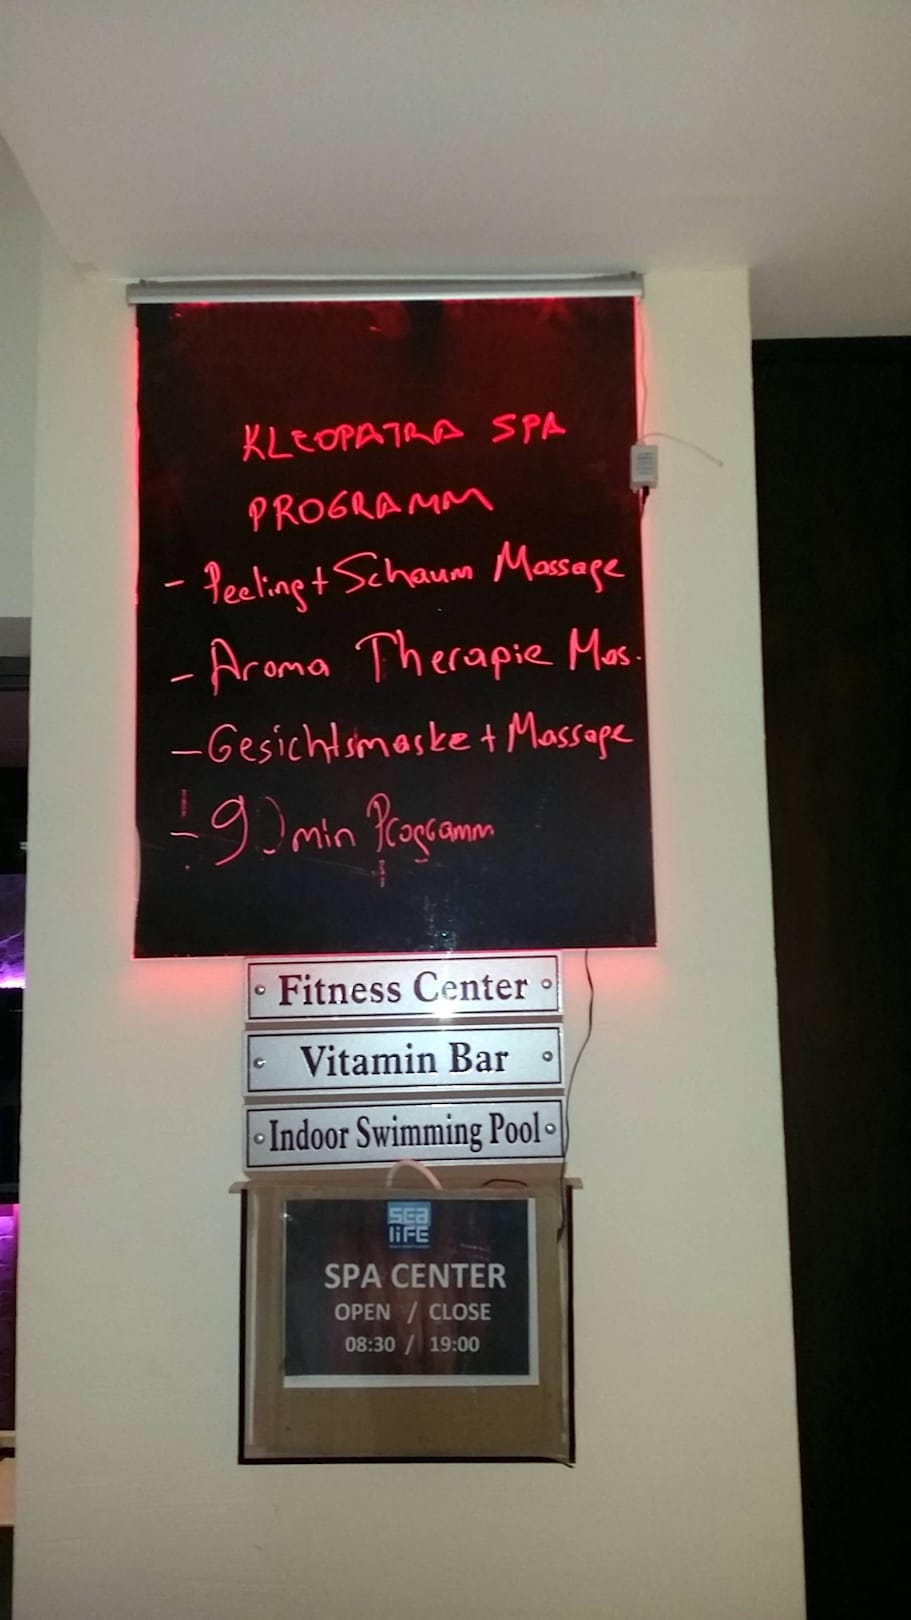 KLEOPATRA SPA
PROGRAMM
- Peeling + Schaum Massage
- Aroma Therapie Mas.
- Gesichtsmaske + Massage
- 90 min Programm
Fitness Center
Vitamin Bar
Indoor Swimming Pool
SEa
liFE
SPA CENTER
OPEN / CLOSE
08:30 / 19:00